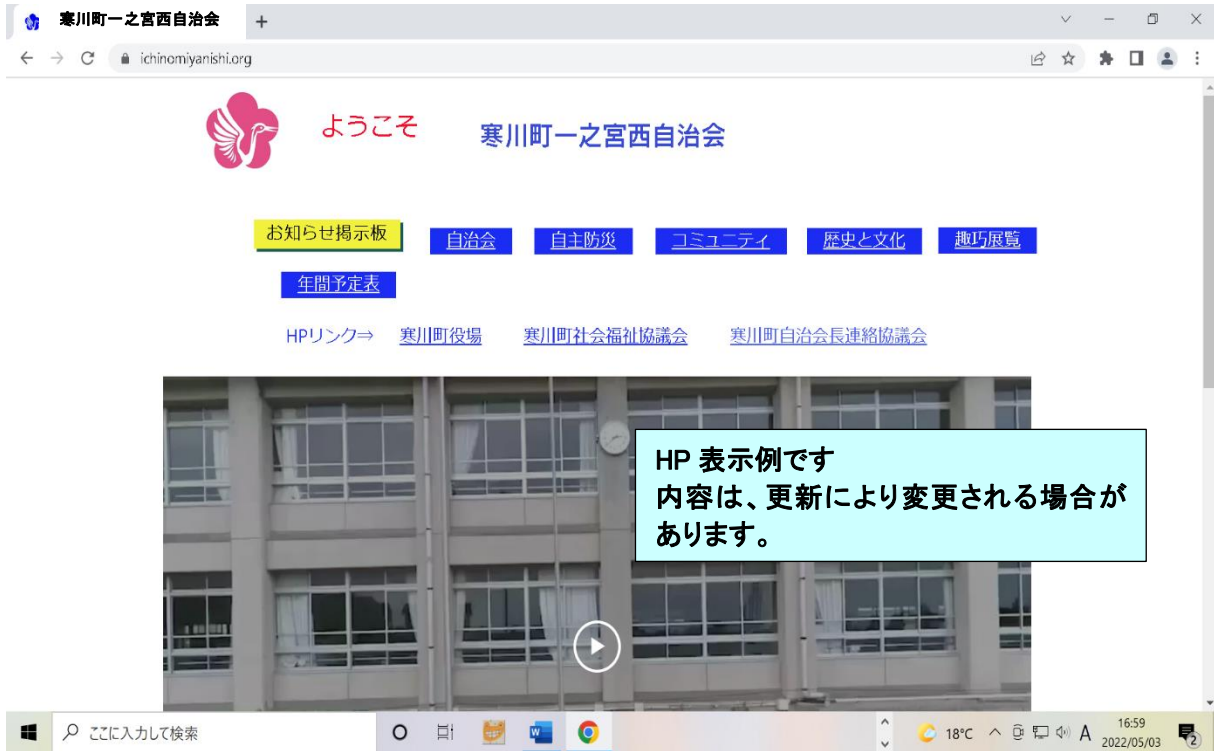 寒川町一之宮西自治会
ichinomiyanishi.org
ようこそ 寒川町一之宮西自治会
お知らせ掲示板 自治会 自主防災 コミュニティ 歴史と文化 趣巧展覧
年間予定表
HPリンク⇒ 寒川町役場 寒川町社会福祉協議会 寒川町自治会長連絡協議会
HP 表示例です
内容は、更新により変更される場合が
あります。
ここに入力して検索 18°C A 16:59
2022/05/03 2